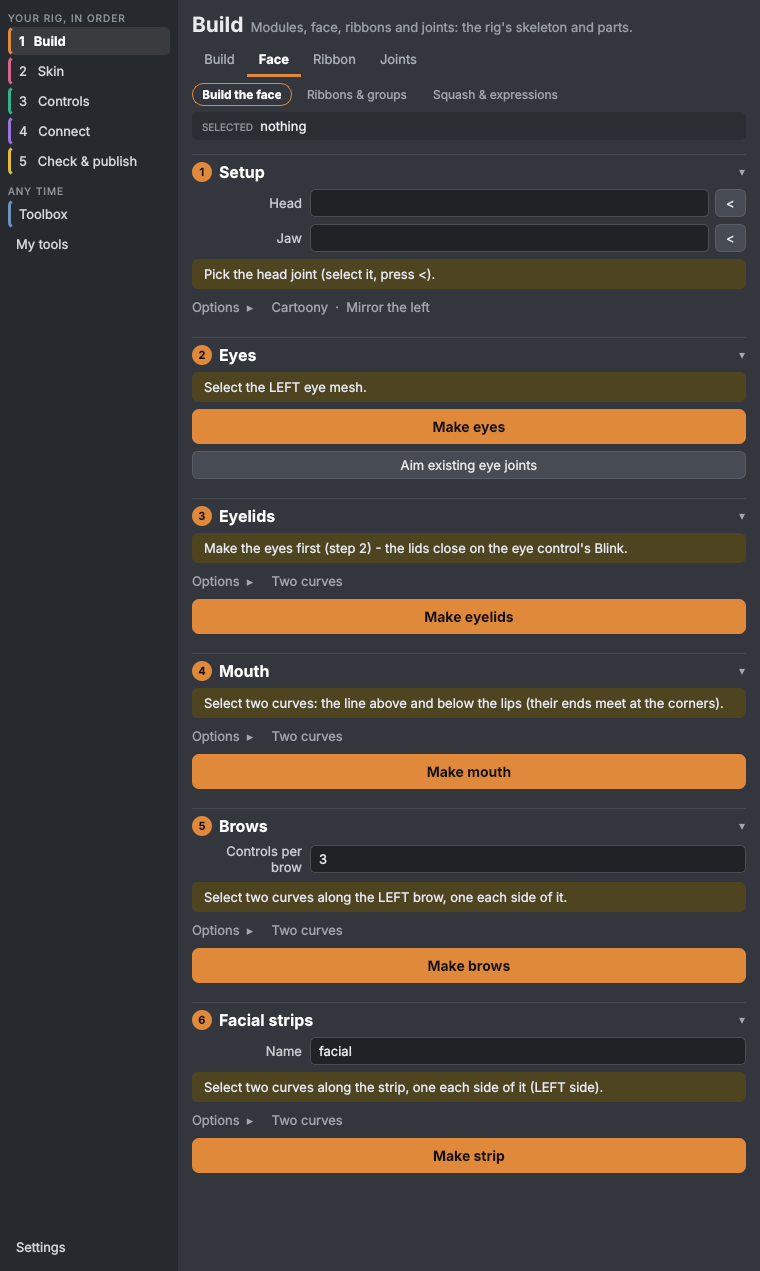 YOUR RIG, IN ORDER
1 Build
2 Skin
3 Controls
4 Connect
5 Check & publish
ANY TIME
Toolbox
My tools
Settings
Build Modules, face, ribbons and joints: the rig's skeleton and parts.
Build Face Ribbon Joints
Build the face Ribbons & groups Squash & expressions
SELECTED nothing
1 Setup ▾
Head <
Jaw <
Pick the head joint (select it, press <).
Options ▸ Cartoony · Mirror the left
2 Eyes ▾
Select the LEFT eye mesh.
Make eyes
Aim existing eye joints
3 Eyelids ▾
Make the eyes first (step 2) - the lids close on the eye control's Blink.
Options ▸ Two curves
Make eyelids
4 Mouth ▾
Select two curves: the line above and below the lips (their ends meet at the corners).
Options ▸ Two curves
Make mouth
5 Brows ▾
Controls per
brow
3
Select two curves along the LEFT brow, one each side of it.
Options ▸ Two curves
Make brows
6 Facial strips ▾
Name facial
Select two curves along the strip, one each side of it (LEFT side).
Options ▸ Two curves
Make strip